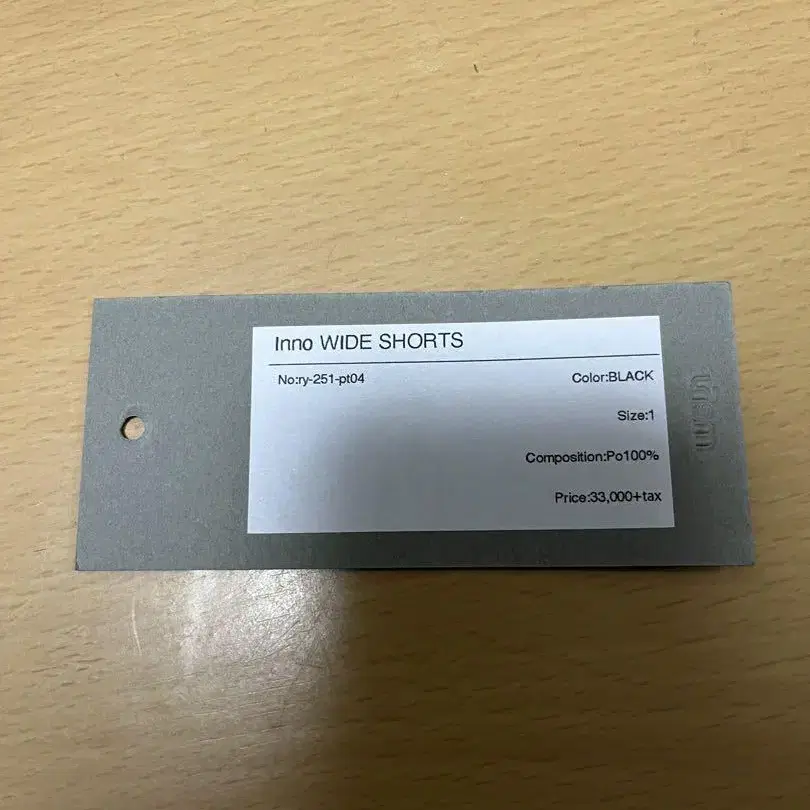 Inno WIDE SHORTS
No:ry-251-pt04
Color:BLACK
Size:1
Composition:Po100%
Price:33,000+tax